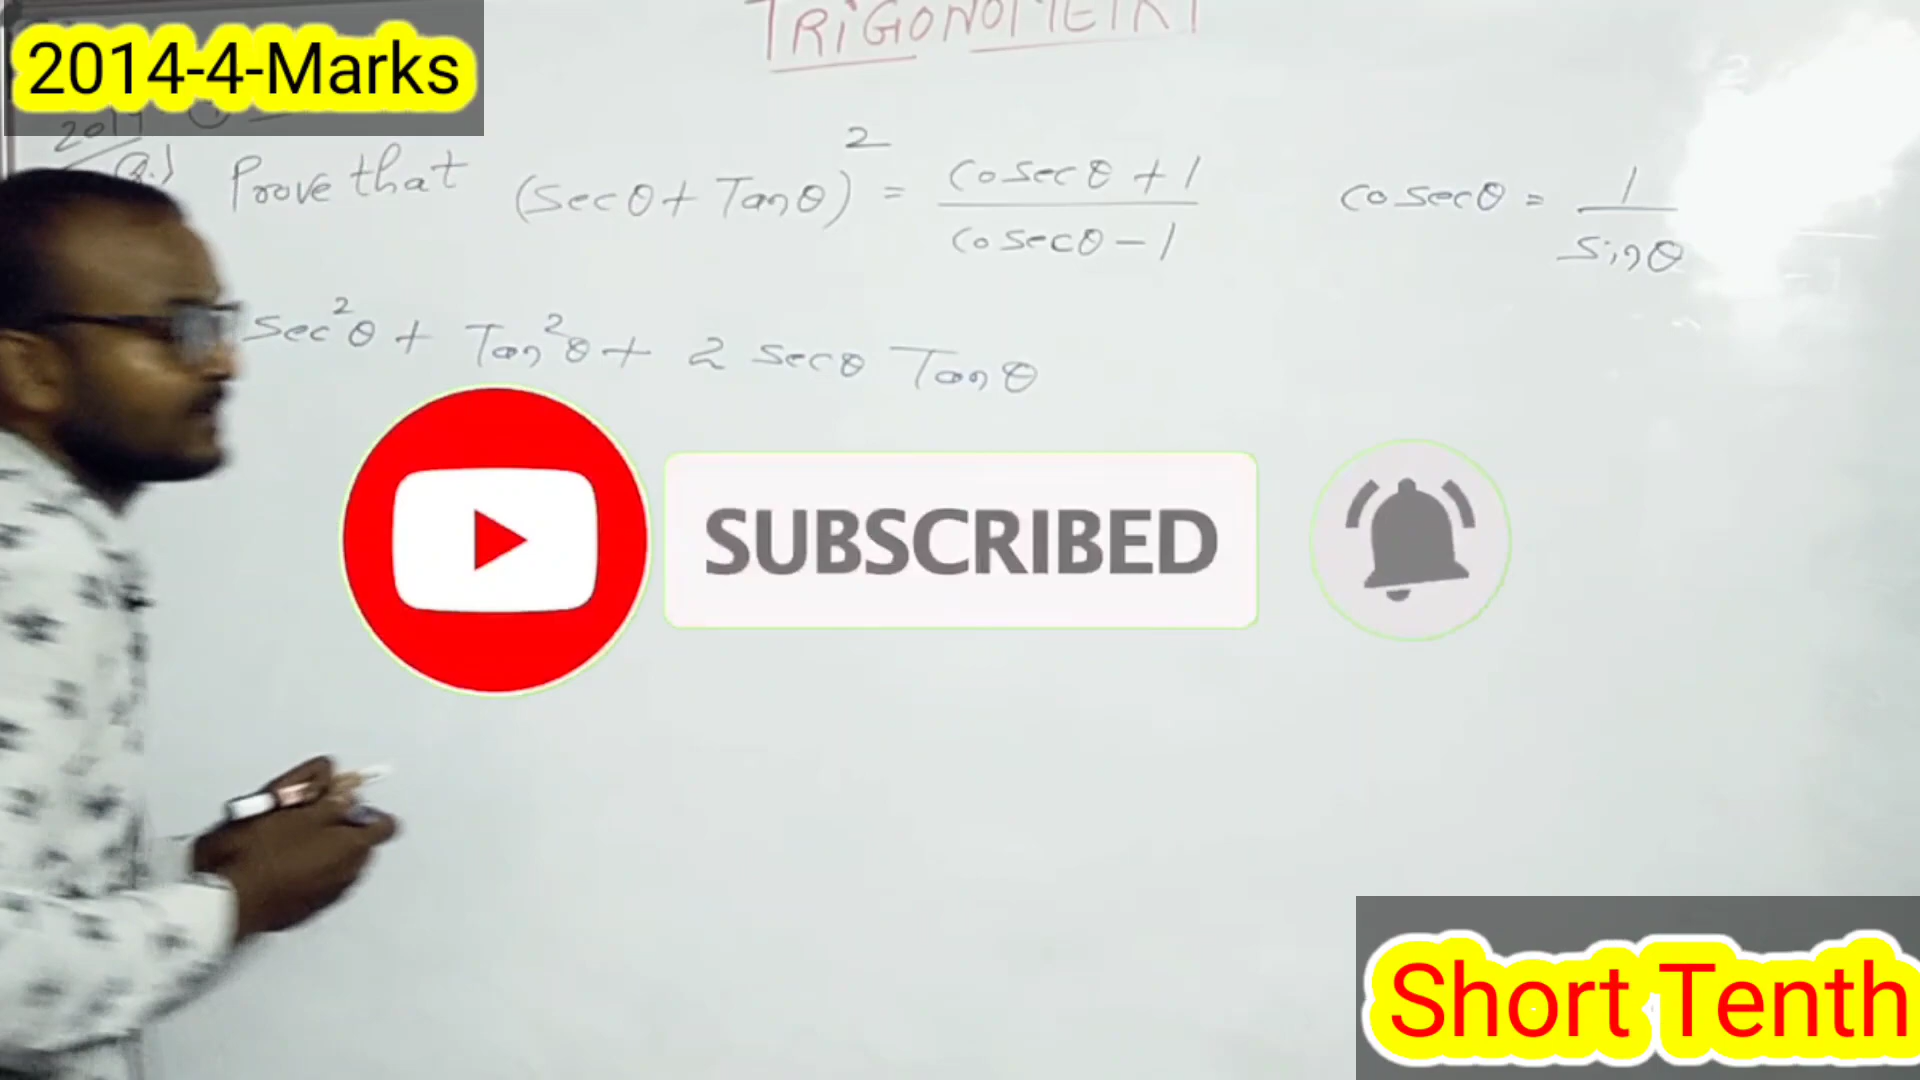 TRIGONOMETRY
2014-4-Marks
2014
Q.) Prove that (secθ + Tanθ)² = cosecθ + 1 / cosecθ - 1
cosecθ = 1 / sinθ
sec²θ + Tan²θ + 2 secθ Tanθ
SUBSCRIBED
Short Tenth